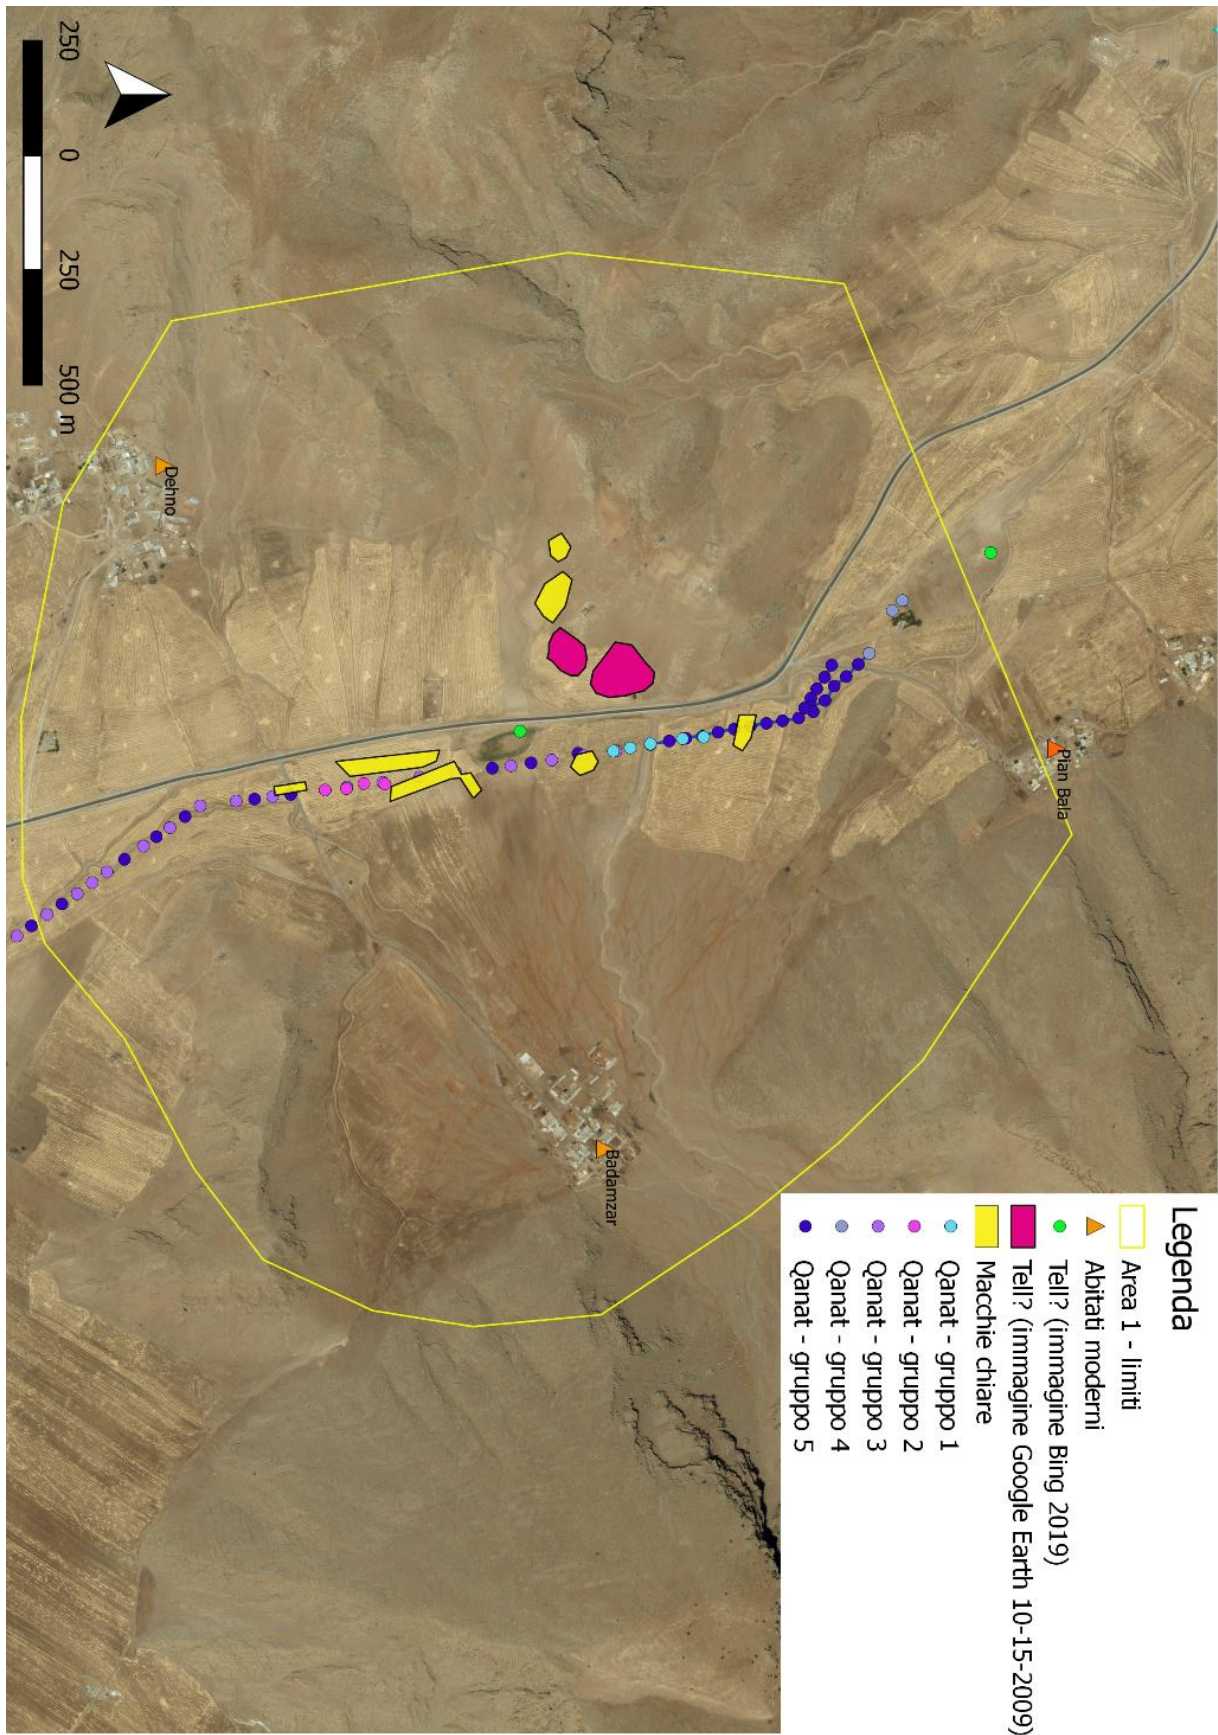 Legenda
Area 1 - limiti
Abitati moderni
Tell? (immagine Bing 2019)
Tell? (immagine Google Earth 10-15-2009)
Macchie chiare
Qanat - gruppo 1
Qanat - gruppo 2
Qanat - gruppo 3
Qanat - gruppo 4
Qanat - gruppo 5
Pian Bala
Badamzar
Dehno
250 0 250 500 m